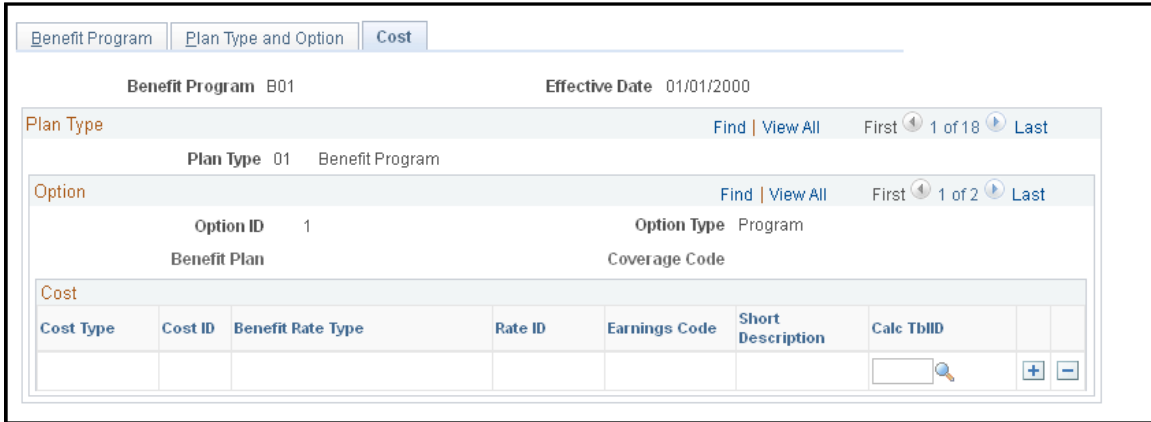 Benefit Program Plan Type and Option Cost
Benefit Program B01 Effective Date 01/01/2000
Plan Type Find | View All First 1 of 18 Last
Plan Type 01 Benefit Program
Option Find | View All First 1 of 2 Last
Option ID 1 Option Type Program
Benefit Plan Coverage Code
Cost
Cost Type Cost ID Benefit Rate Type Rate ID Earnings Code Short Description Calc TblID